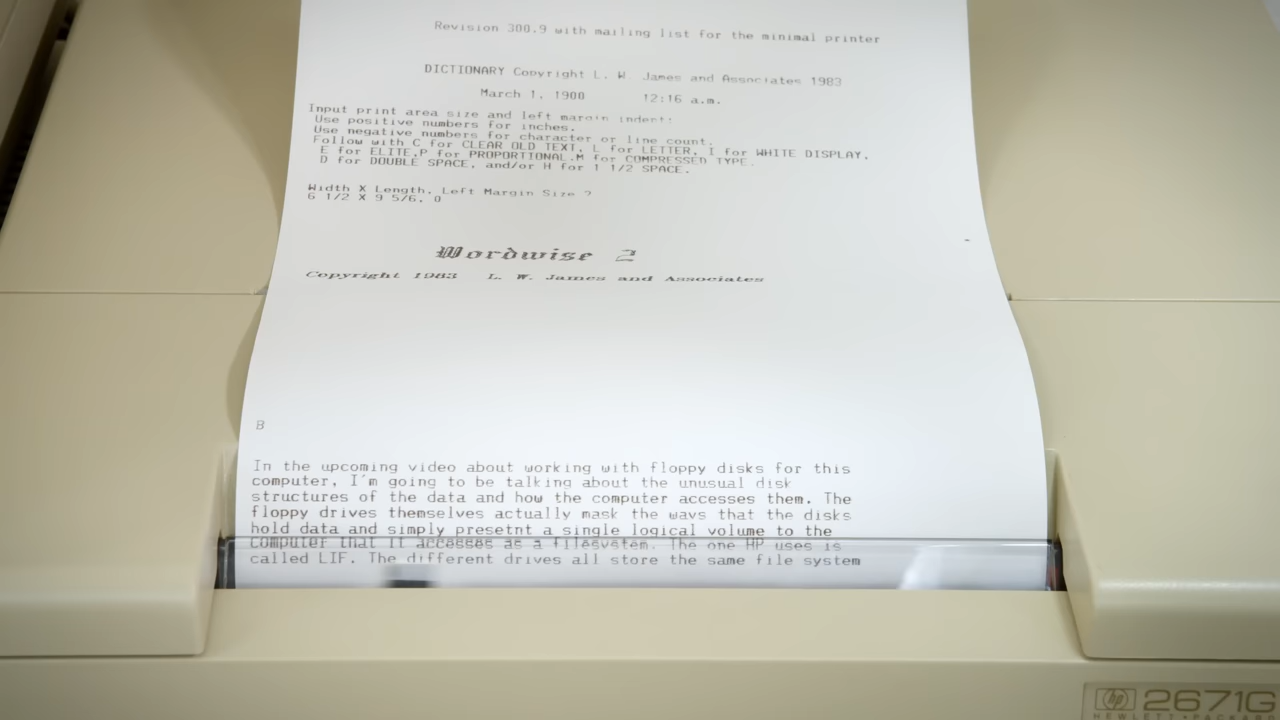 Revision 300.9 with mailing list for the minimal printer
DICTIONARY Copyright L. W. James and Associates 1983
March 1, 1900 12:16 a.m.
Input print area size and left margin indent:
Use positive numbers for inches.
Use negative numbers for character or line count.
Follow with C for CLEAR OLD TEXT, L for LETTER, I for WHITE DISPLAY,
E for ELITE,P for PROPORTIONAL,M for COMPRESSED TYPE.
D for DOUBLE SPACE, and/or H for 1 1/2 SPACE.
Width X Length, Left Margin Size ?
6 1/2 X 9 5/6, 0
Wordwise 2
Copyright 1983 L. W. James and Associates
B
In the upcoming video about working with floppy disks for this
computer, I'm going to be talking about the unusual disk
structures of the data and how the computer accesses them. The
floppy drives themselves actually mask the ways that the disks
hold data and simply presetnt a single logical volume to the
computer that it accesses as a filesystem. The one HP uses is
called LIF. The different drives all store the same file system
hp 2671G
HEWLETT-PACKARD